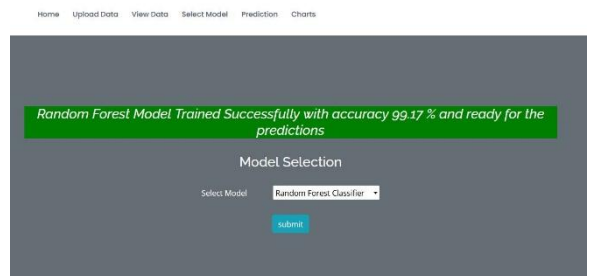 Home Upload Data View Data Select Model Prediction Charts
Random Forest Model Trained Successfully with accuracy 99.17 % and ready for the
predictions
Model Selection
Select Model Random Forest Classifier
submit